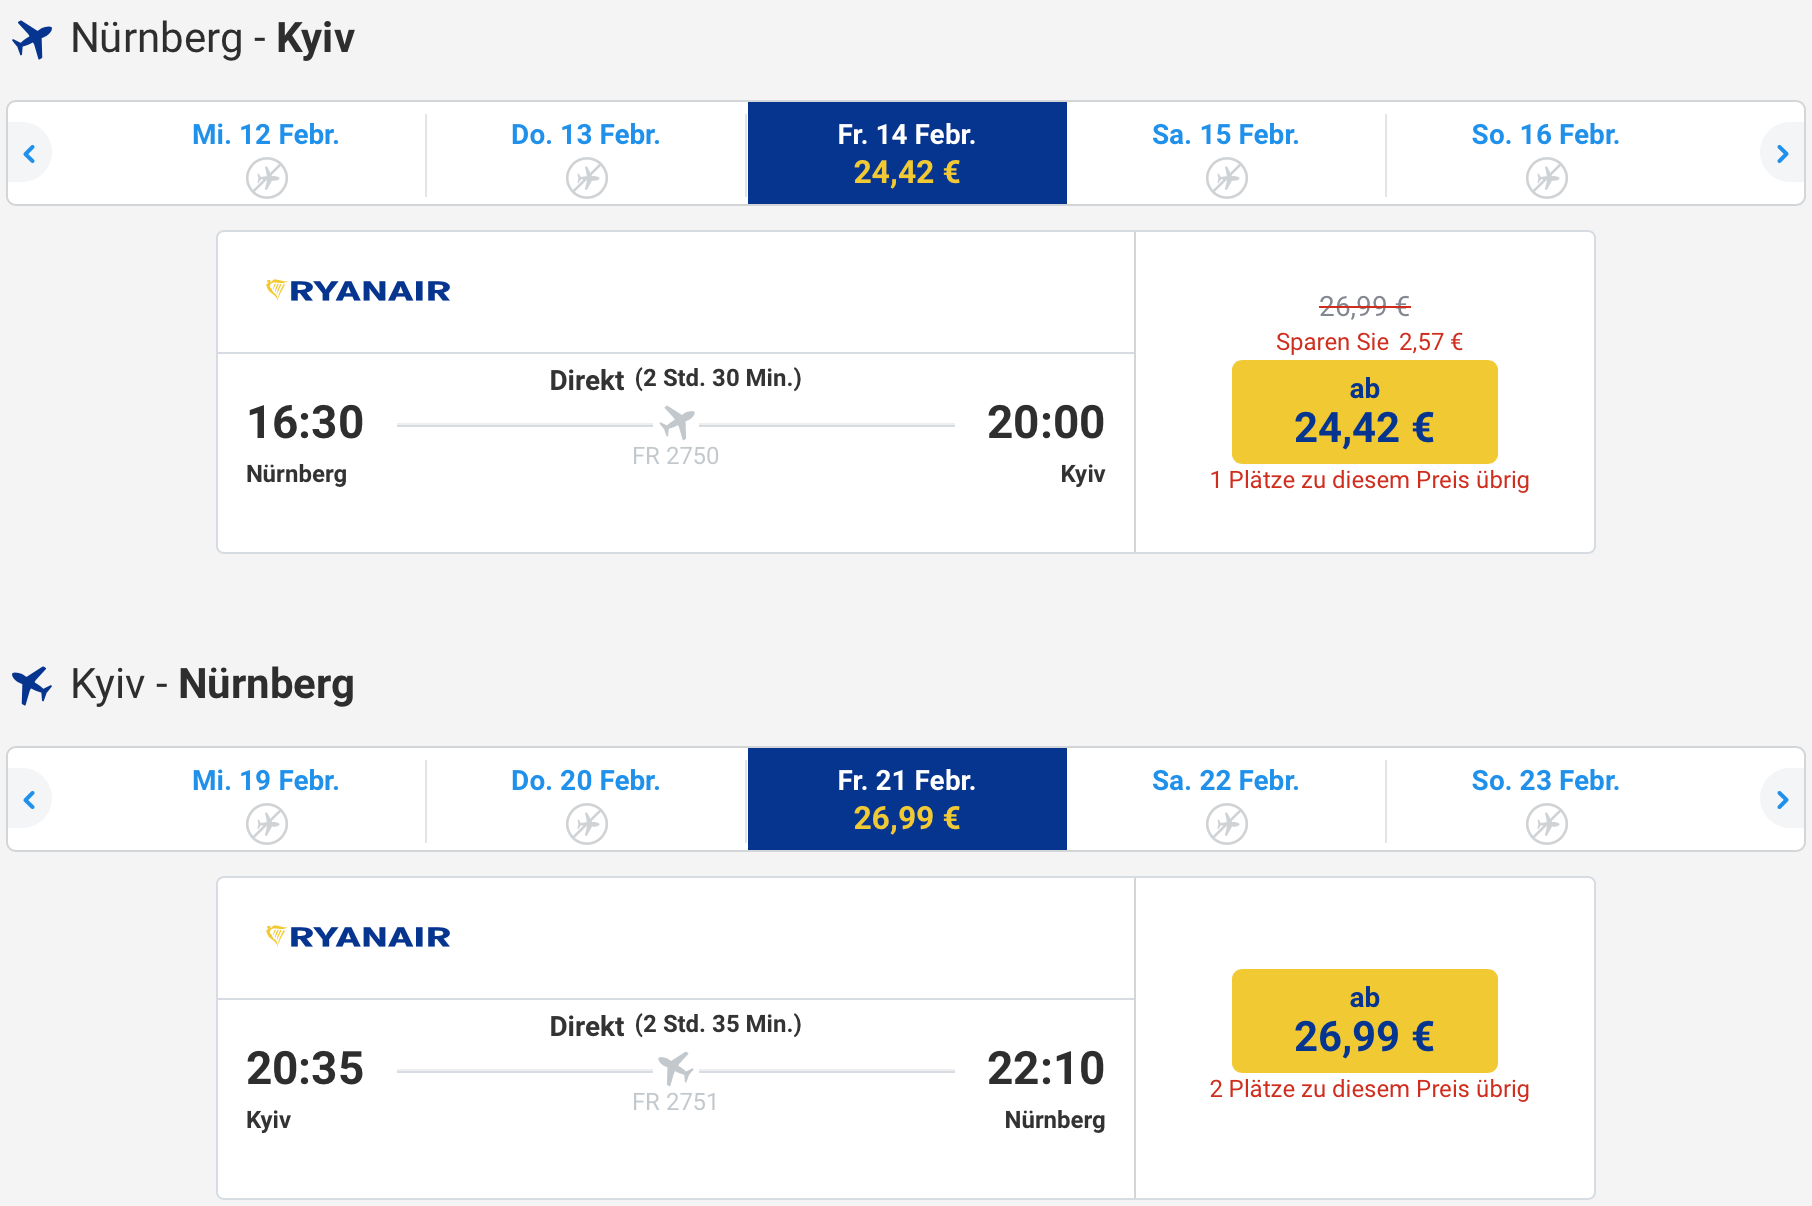 Nürnberg - Kyiv
Mi. 12 Febr.
Do. 13 Febr.
Fr. 14 Febr.
24,42 €
Sa. 15 Febr.
So. 16 Febr.
RYANAIR
Direkt (2 Std. 30 Min.)
16:30
20:00
FR 2750
Nürnberg
Kyiv
26,99 €
Sparen Sie 2,57 €
ab
24,42 €
1 Plätze zu diesem Preis übrig
Kyiv - Nürnberg
Mi. 19 Febr.
Do. 20 Febr.
Fr. 21 Febr.
26,99 €
Sa. 22 Febr.
So. 23 Febr.
RYANAIR
Direkt (2 Std. 35 Min.)
20:35
22:10
FR 2751
Kyiv
Nürnberg
ab
26,99 €
2 Plätze zu diesem Preis übrig